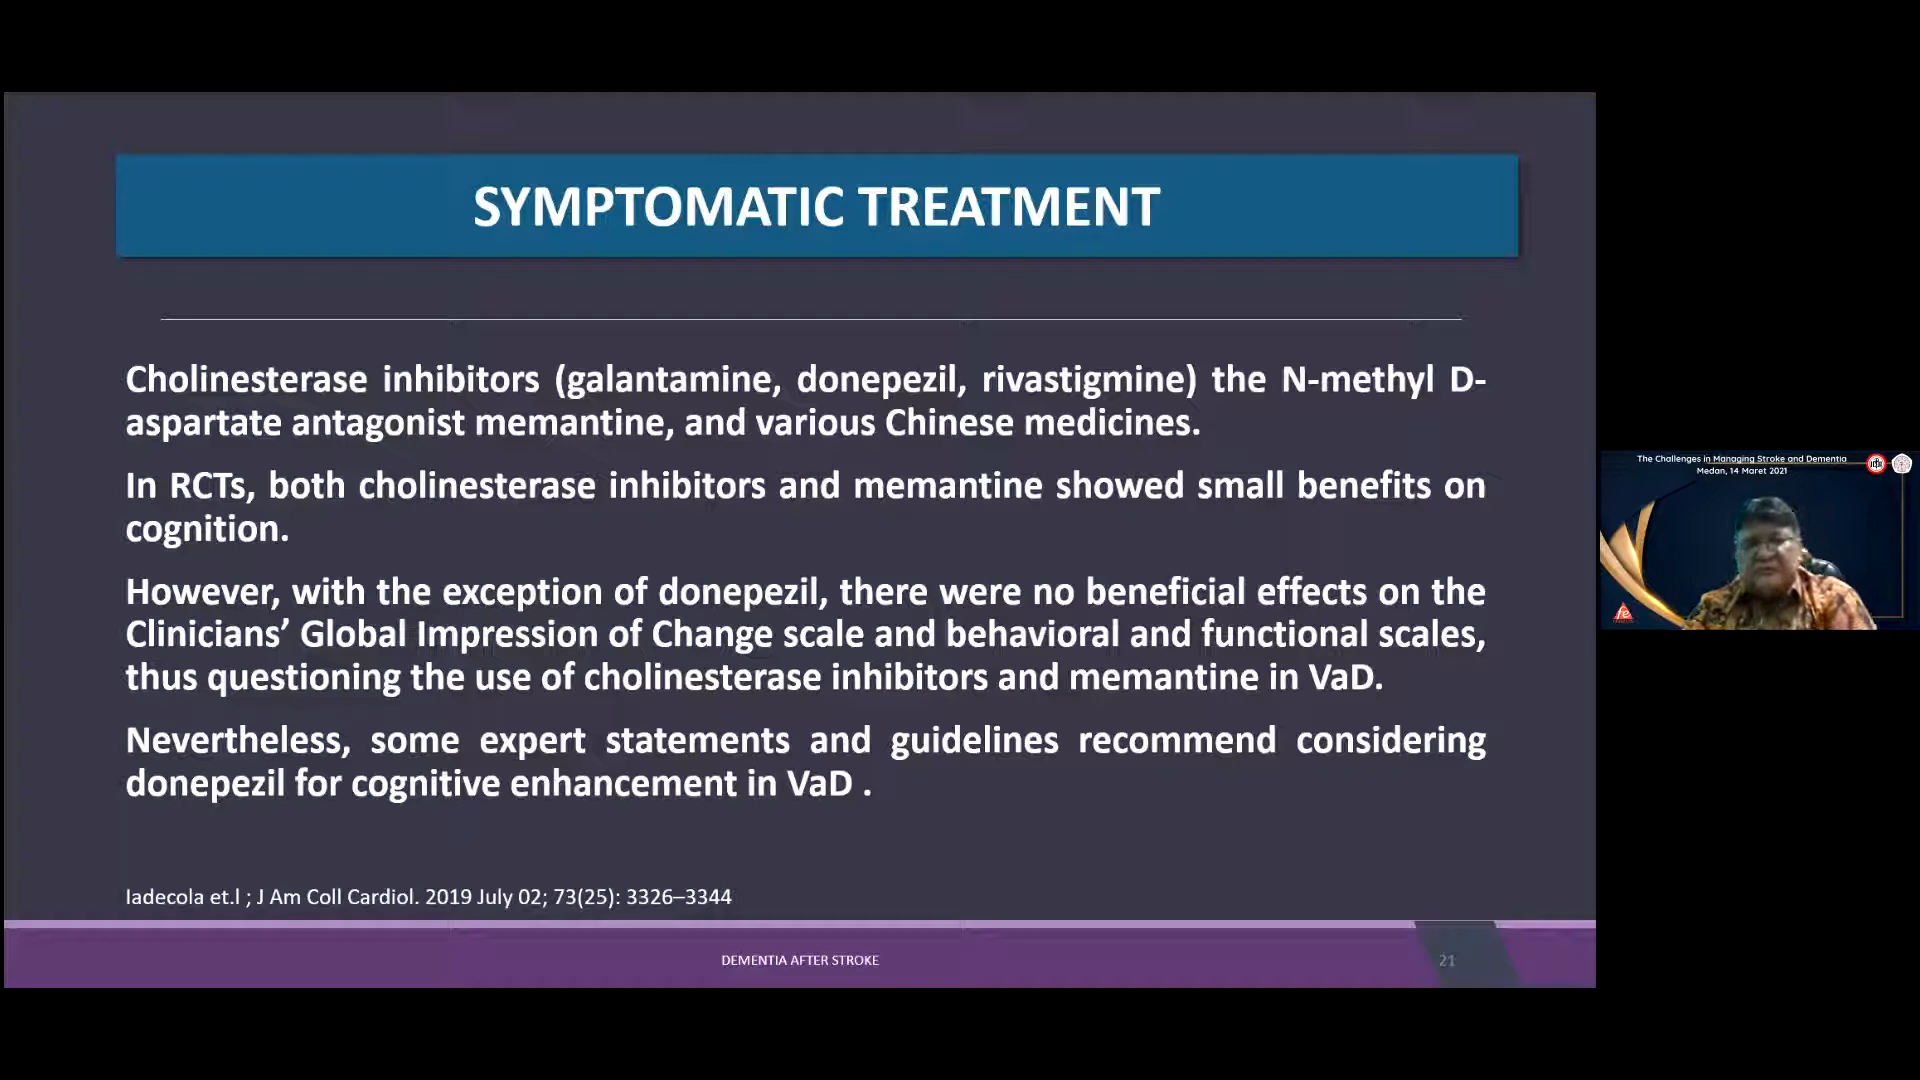 SYMPTOMATIC TREATMENT
Cholinesterase inhibitors (galantamine, donepezil, rivastigmine) the N-methyl D-
aspartate antagonist memantine, and various Chinese medicines.
In RCTs, both cholinesterase inhibitors and memantine showed small benefits on
cognition.
However, with the exception of donepezil, there were no beneficial effects on the
Clinicians’ Global Impression of Change scale and behavioral and functional scales,
thus questioning the use of cholinesterase inhibitors and memantine in VaD.
Nevertheless, some expert statements and guidelines recommend considering
donepezil for cognitive enhancement in VaD .
Iadecola et.l ; J Am Coll Cardiol. 2019 July 02; 73(25): 3326–3344
DEMENTIA AFTER STROKE
21
The Challenges in Managing Stroke and Dementia
Medan, 14 Maret 2021